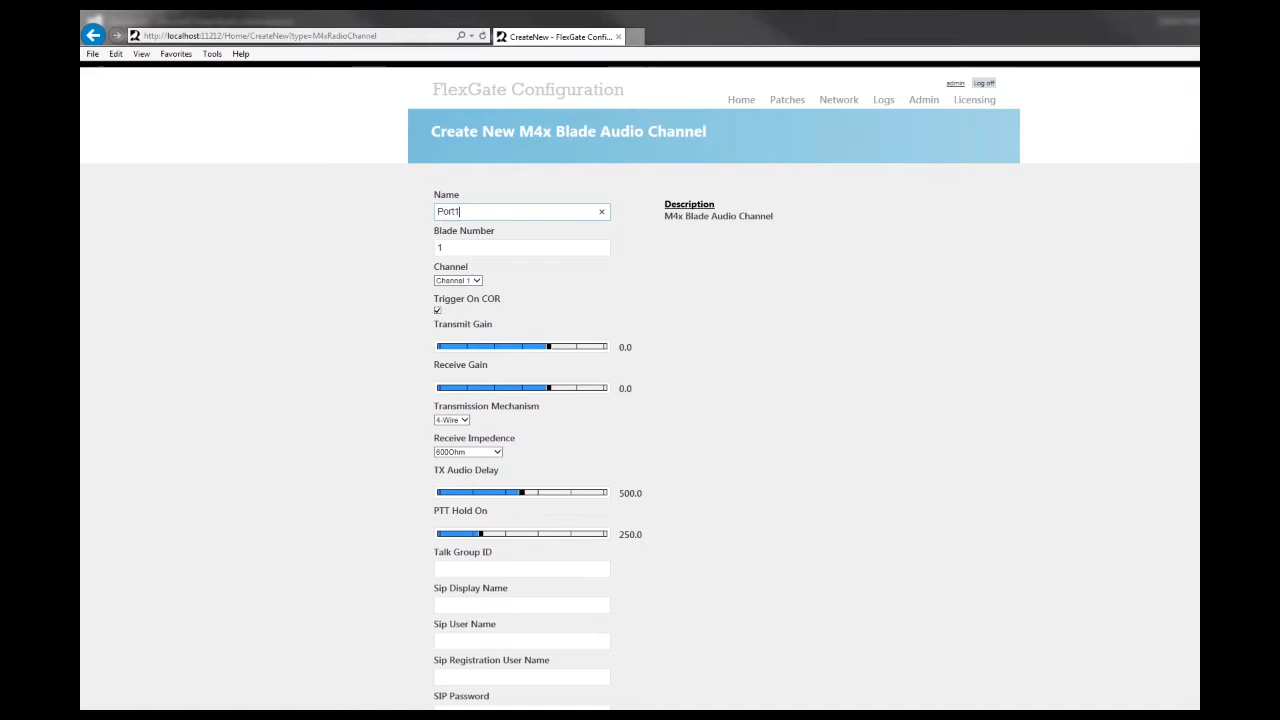 http://localhost:11212/Home/CreateNew?type=M4xRadioChannel
CreateNew - FlexGate Confi...
File Edit View Favorites Tools Help
FlexGate Configuration
admin Log off
Home Patches Network Logs Admin Licensing
Create New M4x Blade Audio Channel
Name
Port1
Description
M4x Blade Audio Channel
Blade Number
1
Channel
Channel 1
Trigger On COR
Transmit Gain
0.0
Receive Gain
0.0
Transmission Mechanism
4-Wire
Receive Impedence
600Ohm
TX Audio Delay
500.0
PTT Hold On
250.0
Talk Group ID
Sip Display Name
Sip User Name
Sip Registration User Name
SIP Password